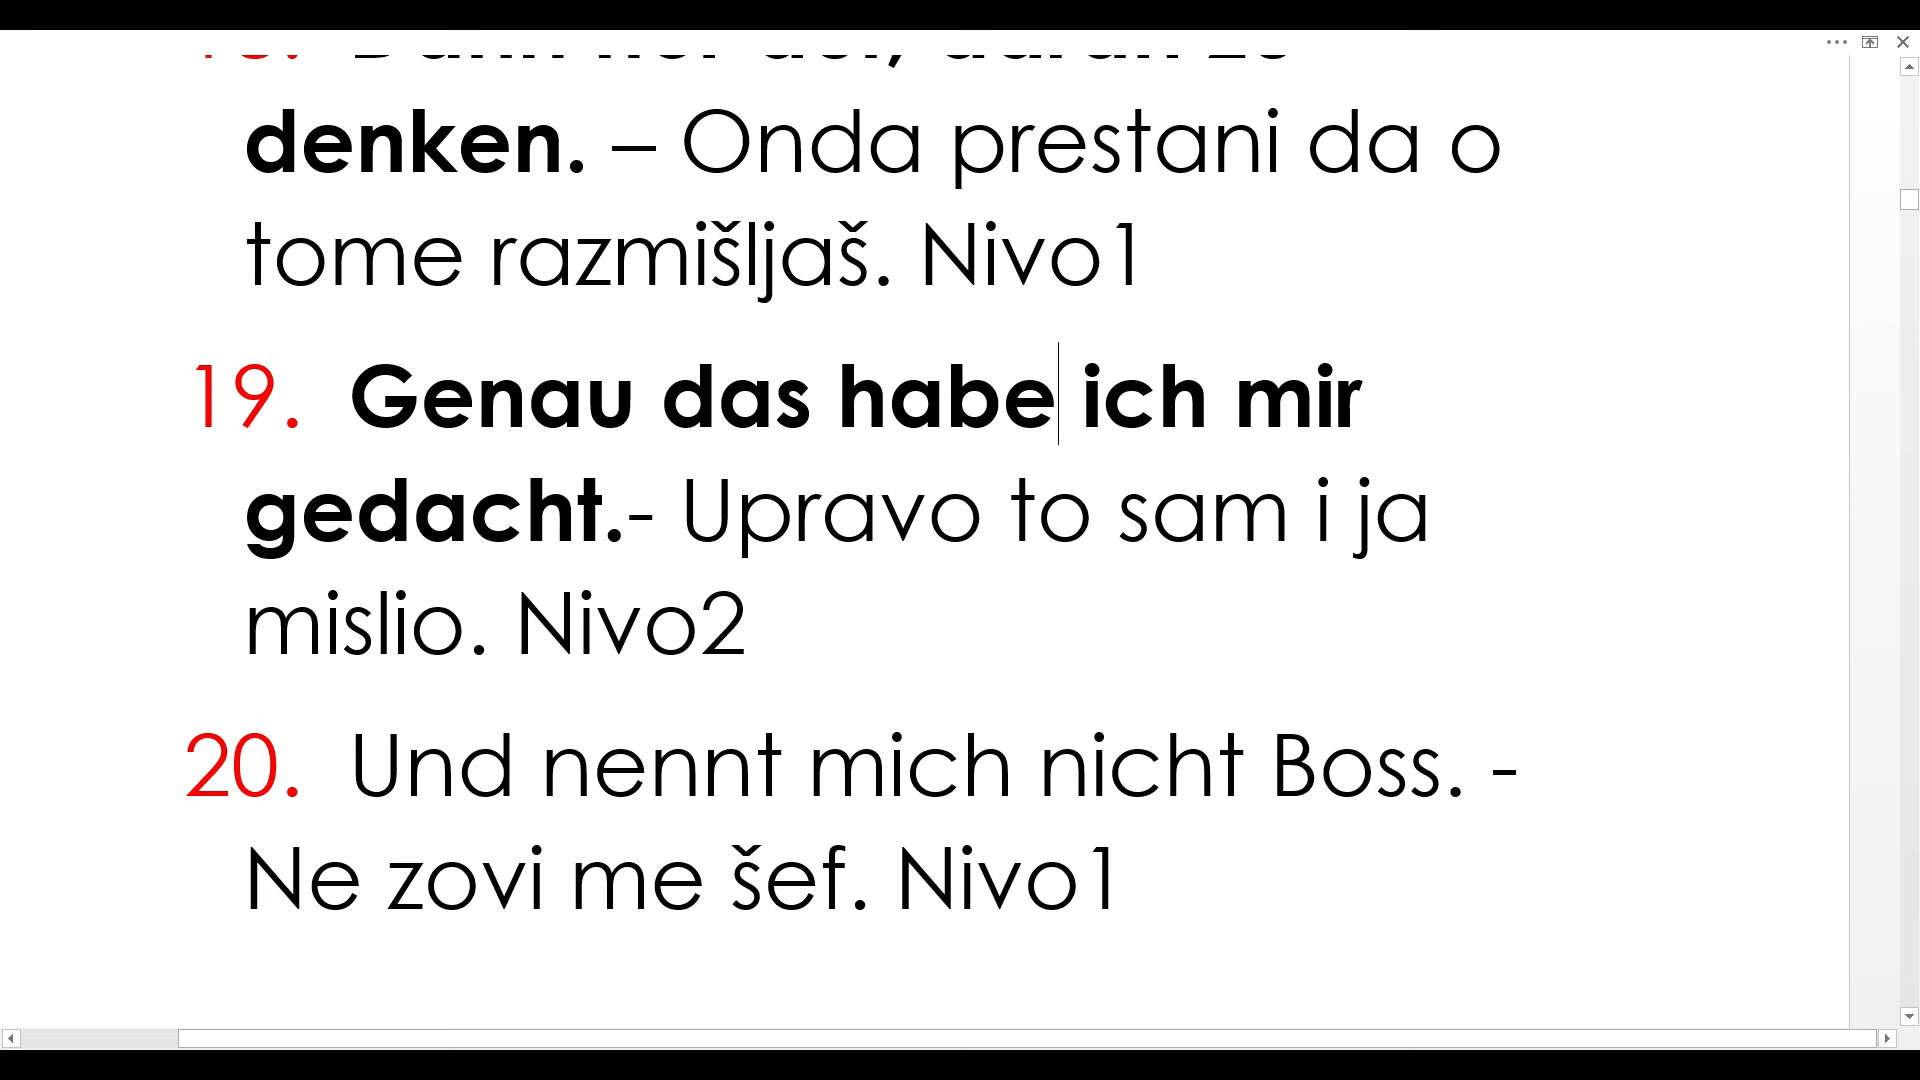 denken. – Onda prestani da o
tome razmišljaš. Nivo1
19. Genau das habe ich mir
gedacht.- Upravo to sam i ja
mislio. Nivo2
20. Und nennt mich nicht Boss. -
Ne zovi me šef. Nivo1